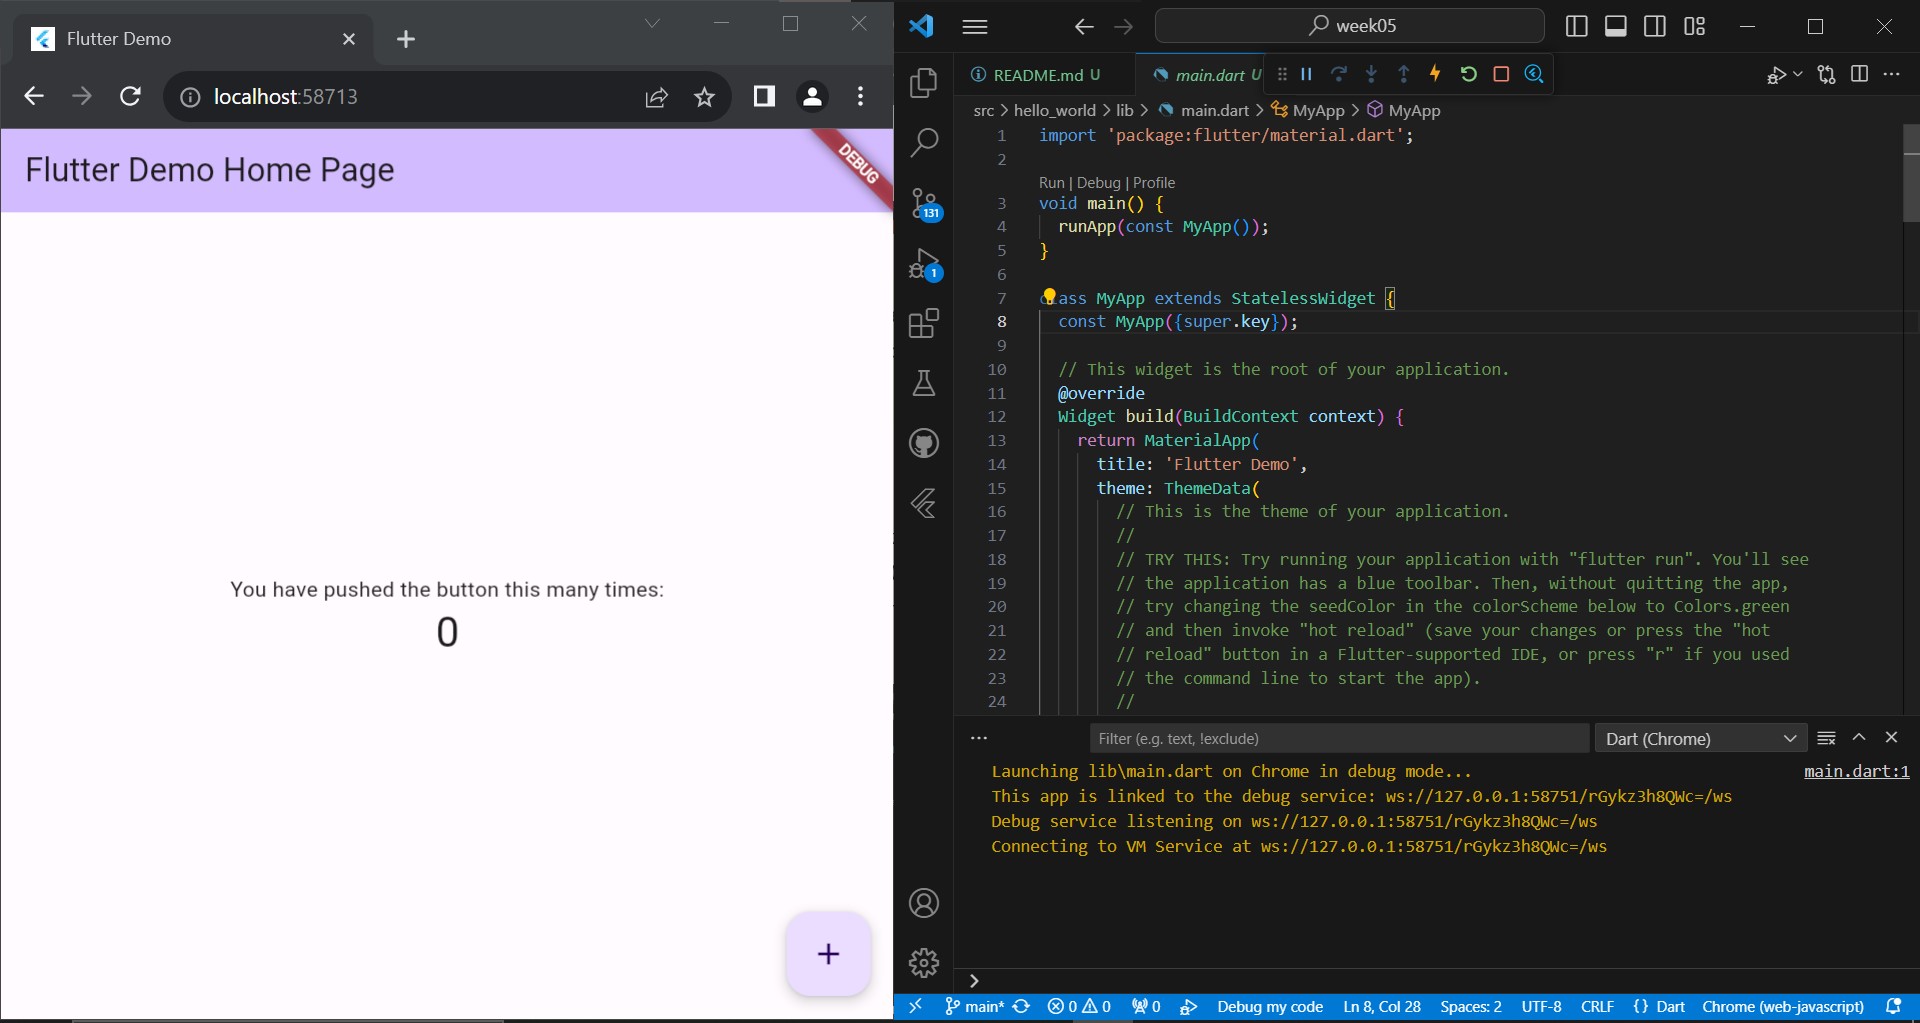 Flutter Demo
localhost:58713
Flutter Demo Home Page
DEBUG
You have pushed the button this many times:
0
+
week05
README.md U
main.dart U
src > hello_world > lib > main.dart > MyApp > MyApp
1 import 'package:flutter/material.dart';
2
Run | Debug | Profile
3 void main() {
4 runApp(const MyApp());
5 }
6
7 class MyApp extends StatelessWidget {
8 const MyApp({super.key});
9
10 // This widget is the root of your application.
11 @override
12 Widget build(BuildContext context) {
13 return MaterialApp(
14 title: 'Flutter Demo',
15 theme: ThemeData(
16 // This is the theme of your application.
17 //
18 // TRY THIS: Try running your application with "flutter run". You'll see
19 // the application has a blue toolbar. Then, without quitting the app,
20 // try changing the seedColor in the colorScheme below to Colors.green
21 // and then invoke "hot reload" (save your changes or press the "hot
22 // reload" button in a Flutter-supported IDE, or press "r" if you used
23 // the command line to start the app).
24 //
131
1
Filter (e.g. text, !exclude)
Dart (Chrome)
Launching lib\main.dart on Chrome in debug mode...
main.dart:1
This app is linked to the debug service: ws://127.0.0.1:58751/rGykz3h8QWc=/ws
Debug service listening on ws://127.0.0.1:58751/rGykz3h8QWc=/ws
Connecting to VM Service at ws://127.0.0.1:58751/rGykz3h8QWc=/ws
main* 0 0 0 Debug my code Ln 8, Col 28 Spaces: 2 UTF-8 CRLF {} Dart Chrome (web-javascript)